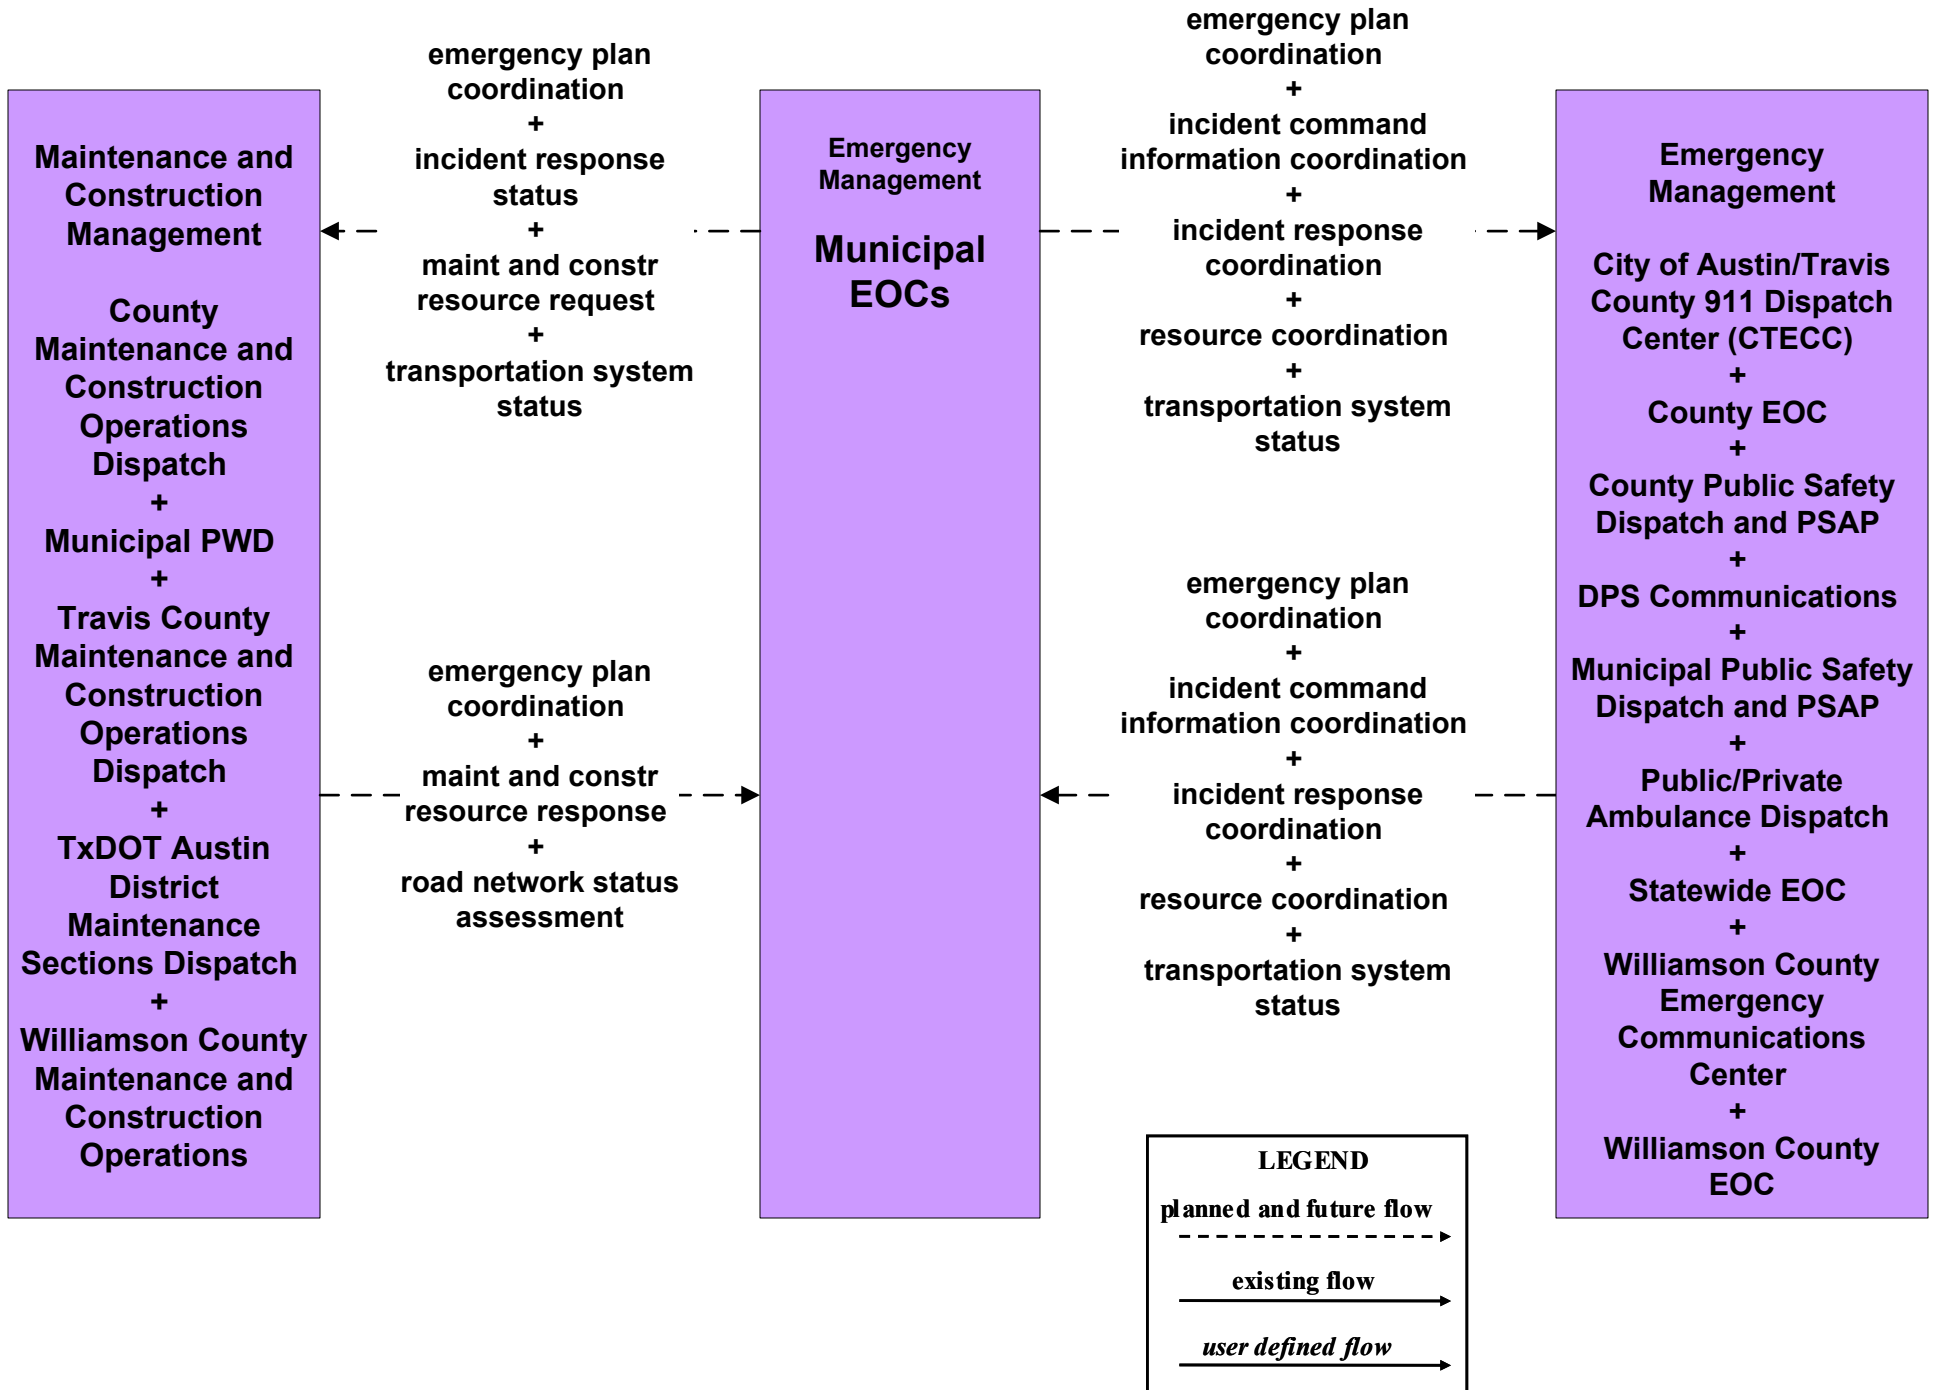 Maintenance and
Construction
Management
County
Maintenance and
Construction
Operations
Dispatch
+
Municipal PWD
+
Travis County
Maintenance and
Construction
Operations
Dispatch
+
TxDOT Austin
District
Maintenance
Sections Dispatch
+
Williamson County
Maintenance and
Construction
Operations
emergency plan
coordination
+
incident response
status
+
maint and constr
resource request
+
transportation system
status
emergency plan
coordination
+
maint and constr
resource response
+
road network status
assessment
Emergency
Management
Municipal
EOCs
emergency plan
coordination
+
incident command
information coordination
+
incident response
coordination
+
resource coordination
+
transportation system
status
emergency plan
coordination
+
incident command
information coordination
+
incident response
coordination
+
resource coordination
+
transportation system
status
Emergency
Management
City of Austin/Travis
County 911 Dispatch
Center (CTECC)
+
County EOC
+
County Public Safety
Dispatch and PSAP
+
DPS Communications
+
Municipal Public Safety
Dispatch and PSAP
+
Public/Private
Ambulance Dispatch
+
Statewide EOC
+
Williamson County
Emergency
Communications
Center
+
Williamson County
EOC
LEGEND
planned and future flow
existing flow
user defined flow